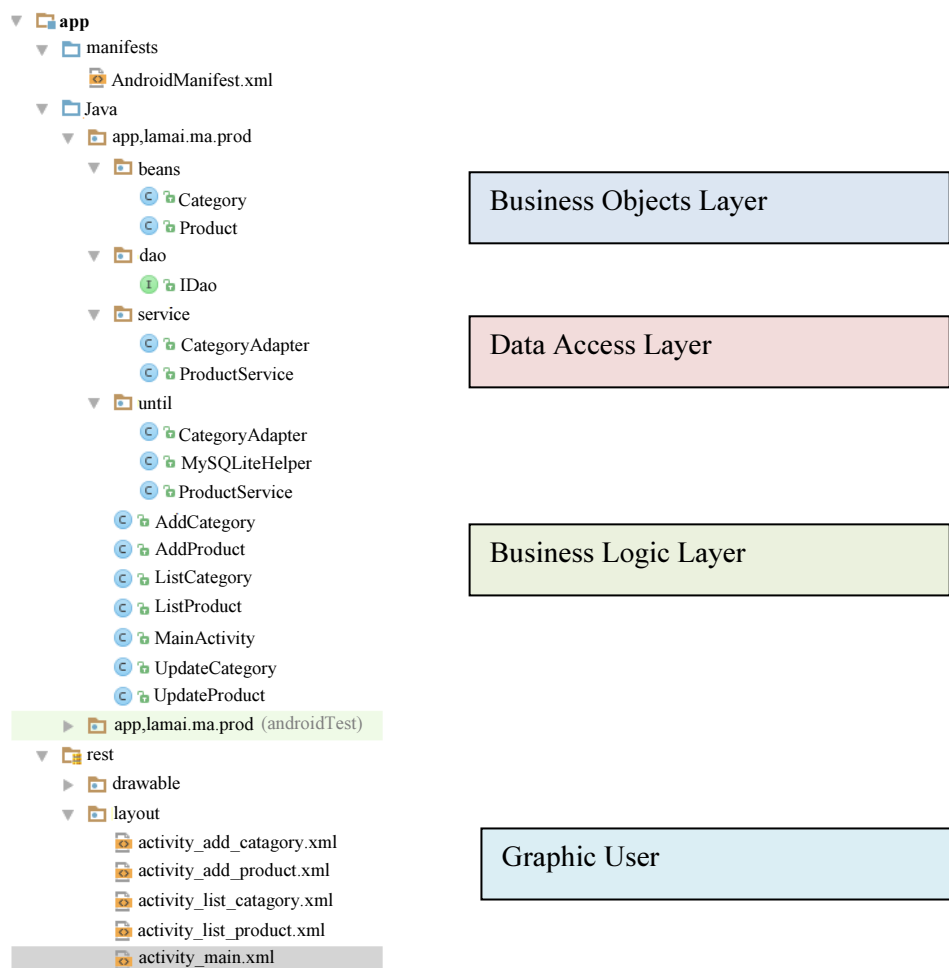 app
manifests
AndroidManifest.xml
Java
app,lamai.ma.prod
beans
Category
Product
dao
IDao
service
CategoryAdapter
ProductService
until
CategoryAdapter
MySQLiteHelper
ProductService
AddCategory
AddProduct
ListCategory
ListProduct
MainActivity
UpdateCategory
UpdateProduct
app,lamai.ma.prod (androidTest)
rest
drawable
layout
activity_add_catagory.xml
activity_add_product.xml
activity_list_catagory.xml
activity_list_product.xml
activity_main.xml
Business Objects Layer
Data Access Layer
Business Logic Layer
Graphic User